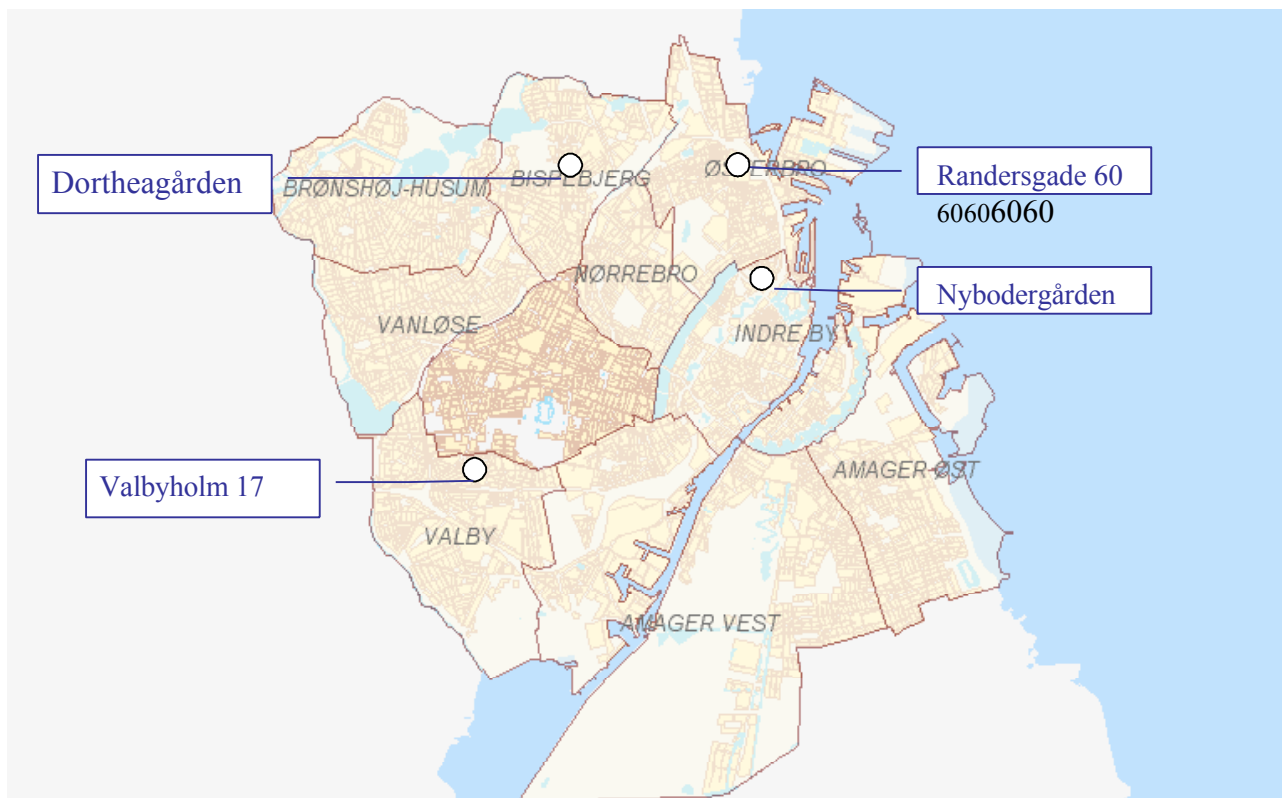 Dortheagården
BRØNSHØJ-HUSUM
BISPEBJERG
ØSTERBRO
Randersgade 60
60606060
NØRREBRO
Nybodergården
VANLØSE
INDRE BY
Valbyholm 17
AMAGER ØST
VALBY
AMAGER VEST